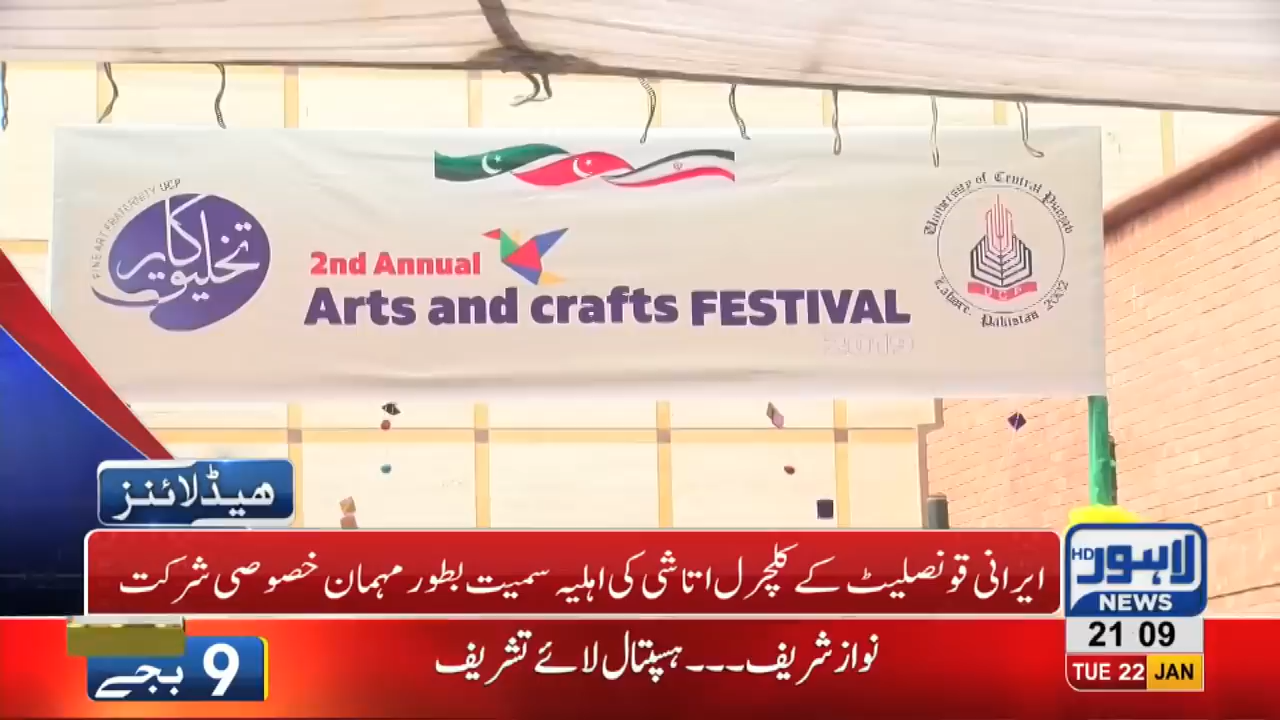 FINE ART FRATERNITY UCP
تخلیق کار
2nd Annual
Arts and crafts FESTIVAL
University of Central Punjab
UCP
Lahore, Pakistan 2002
ھیڈلائنز
ایرانی قونصلیٹ کے کلچرل اتاشی کی اہلیہ سمیت بطور مہمان خصوصی شرکت
نواز شریف۔۔۔ہسپتال لائے تشریف
9 بجے
HD
لاہور
NEWS
21 09
TUE 22 JAN